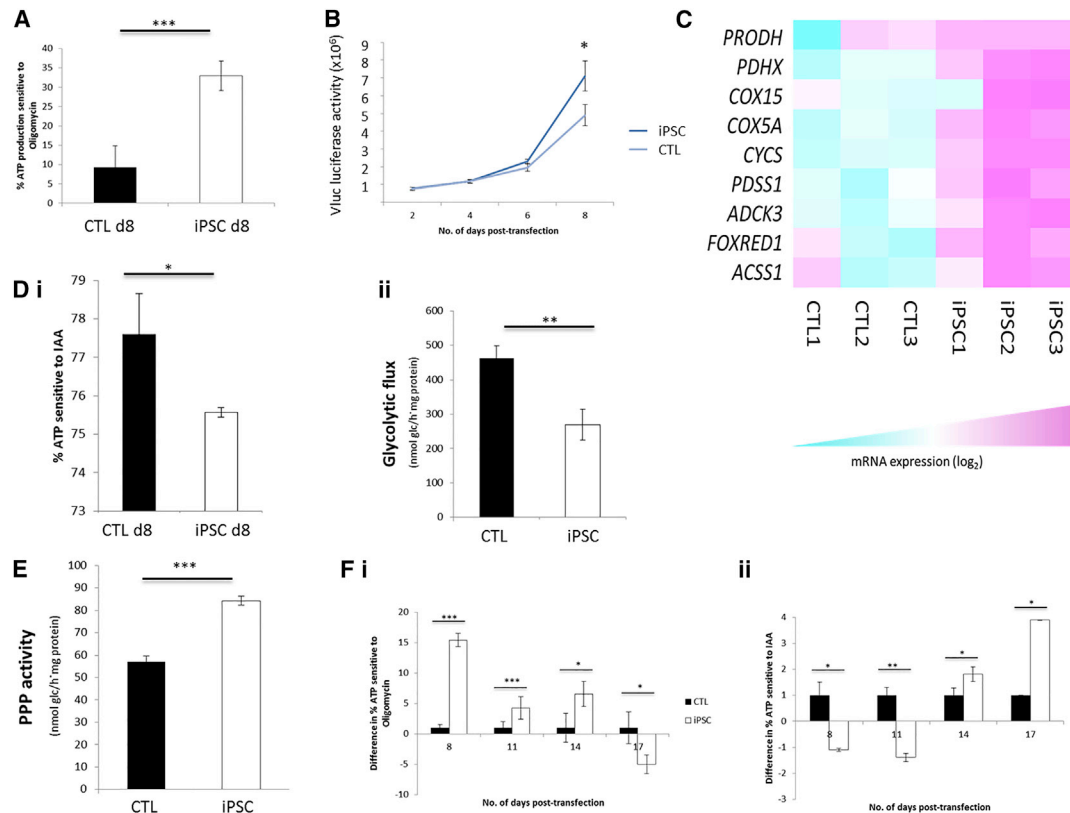 A
***
% ATP production sensitive to
Oligomycin
40
35
30
25
20
15
10
5
0
CTL d8
iPSC d8
B
Vluc luciferase activity (x10⁶)
9
8
7
6
5
4
3
2
1
*
iPSC
CTL
2
4
6
8
No. of days post-transfection
C
PRODH
PDHX
COX15
COX5A
CYCS
PDSS1
ADCK3
FOXRED1
ACSS1
CTL1
CTL2
CTL3
iPSC1
iPSC2
iPSC3
mRNA expression (log₂)
D i
*
% ATP sensitive to IAA
79
78
77
76
75
74
73
CTL d8
iPSC d8
ii
**
Glycolytic flux
(nmol glc/h*mg protein)
600
500
400
300
200
100
0
CTL
iPSC
E
***
PPP activity
(nmol glc/h*mg protein)
100
90
80
70
60
50
40
30
20
10
0
CTL
iPSC
F i
Difference in % ATP sensitive to
Oligomycin
20
15
10
5
0
-5
-10
***
***
*
*
8
11
14
17
CTL
iPSC
No. of days post-transfection
ii
Difference in % ATP sensitive to IAA
4
3
2
1
0
-1
-2
-3
*
**
*
*
8
11
14
17
No. of days post-transfection